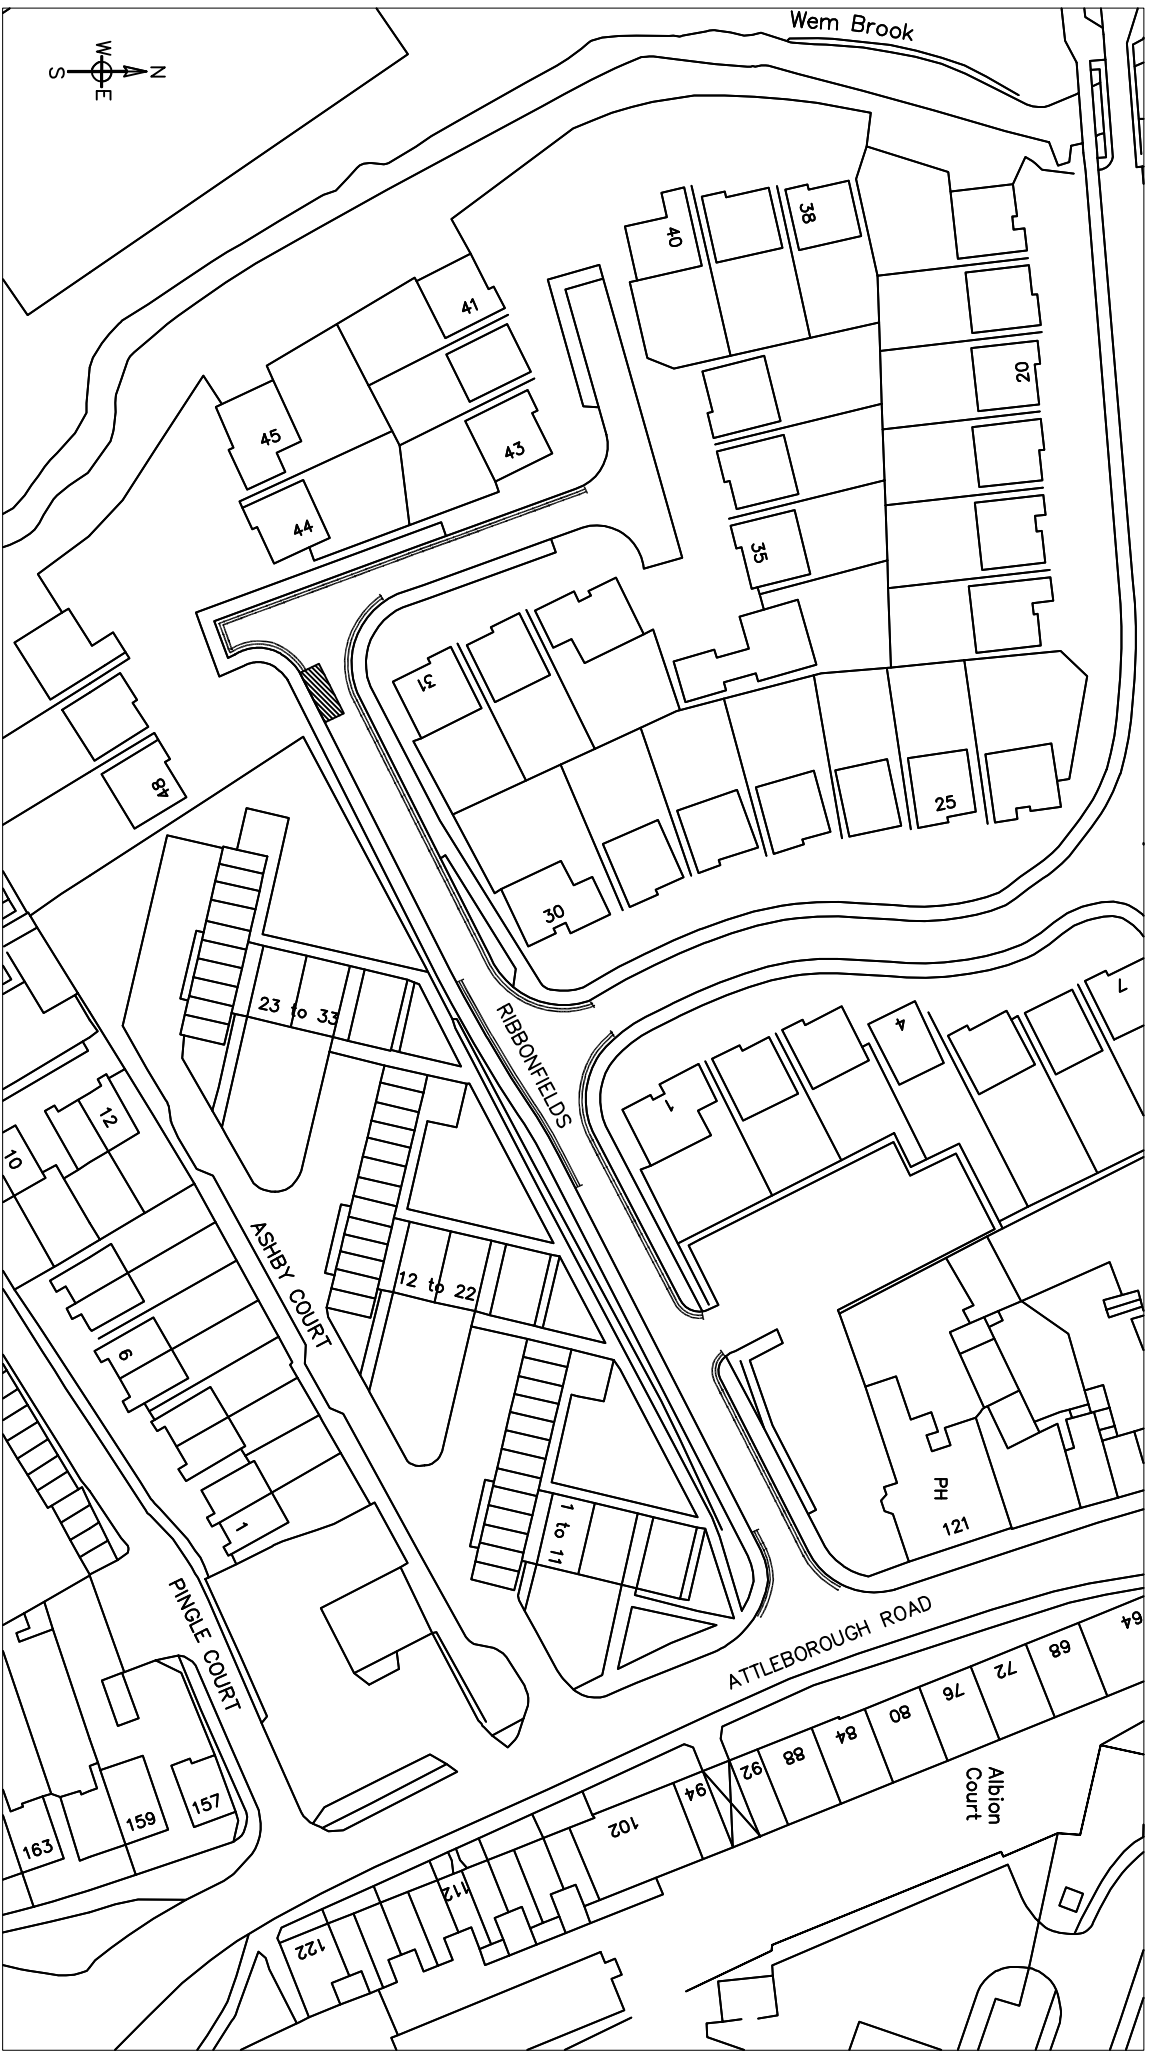 Wem Brook
W
N
S
E
38
40
41
20
45
43
44
35
31
48
25
30
7
4
1
23 to 33
RIBBONFIELDS
12
10
12 to 22
ASHBY COURT
6
1
1 to 11
PH
121
PINGLE COURT
ATTLEBOROUGH ROAD
64
68
72
76
80
84
88
92
94
Albion
Court
102
112
122
157
159
163